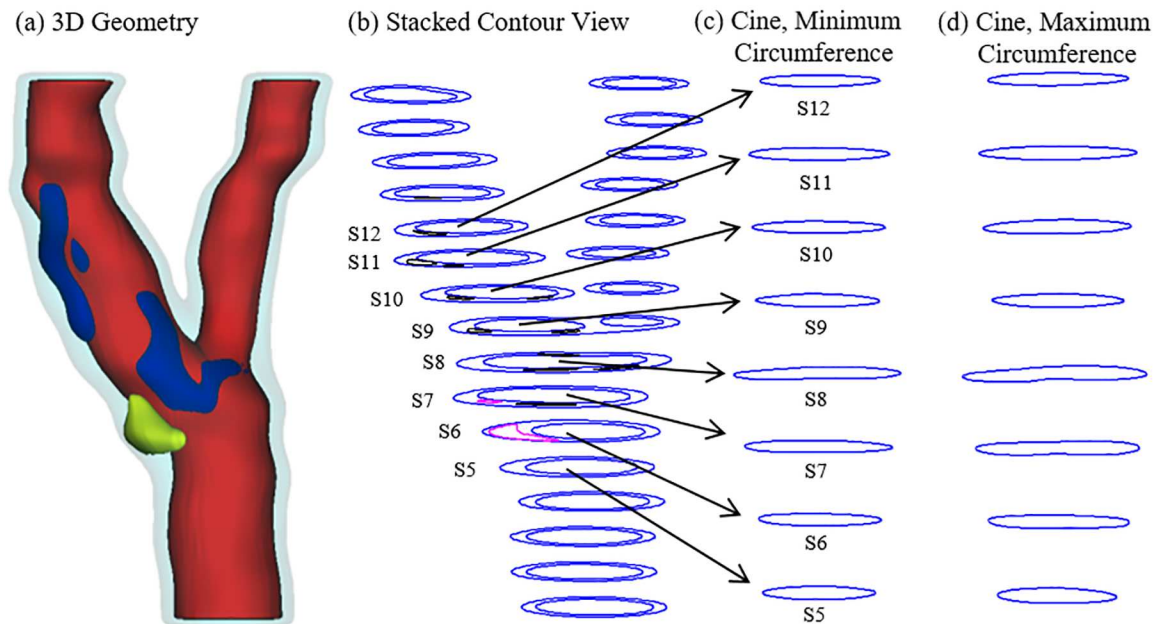 (a) 3D Geometry
(b) Stacked Contour View
(c) Cine, Minimum
Circumference
(d) Cine, Maximum
Circumference
S12
S11
S10
S9
S8
S7
S6
S5
S12
S11
S10
S9
S8
S7
S6
S5